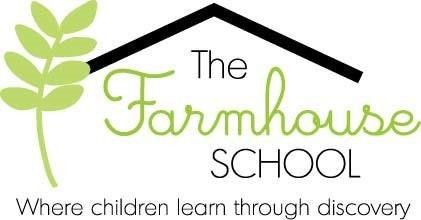 The
Farmhouse
SCHOOL
Where children learn through discovery